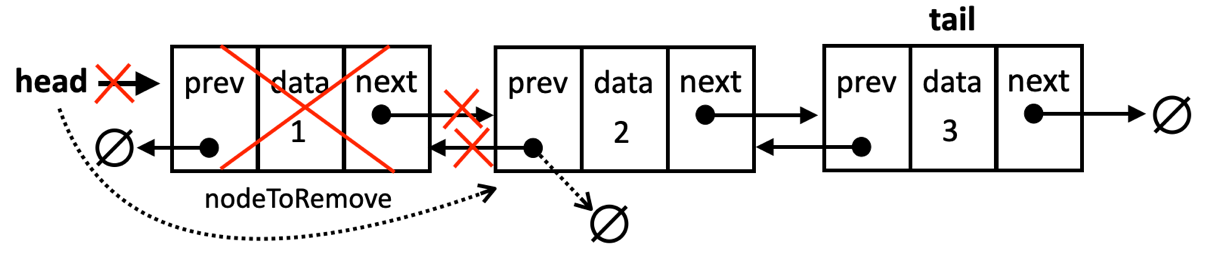 tail
head
prev data next
1
prev data next
2
prev data next
3
nodeToRemove
∅
∅
∅